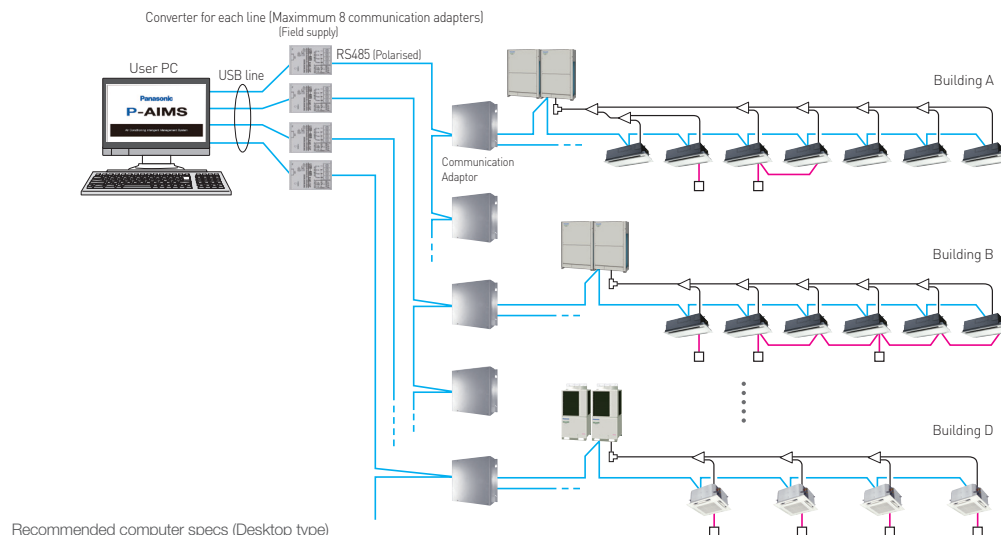 Converter for each line (Maximmum 8 communication adapters)
(Field supply)
RS485 (Polarised)
User PC
USB line
Panasonic
P-AIMS
Building A
Communication
Adaptor
Building B
Building D
Recommended computer specs (Desktop type)